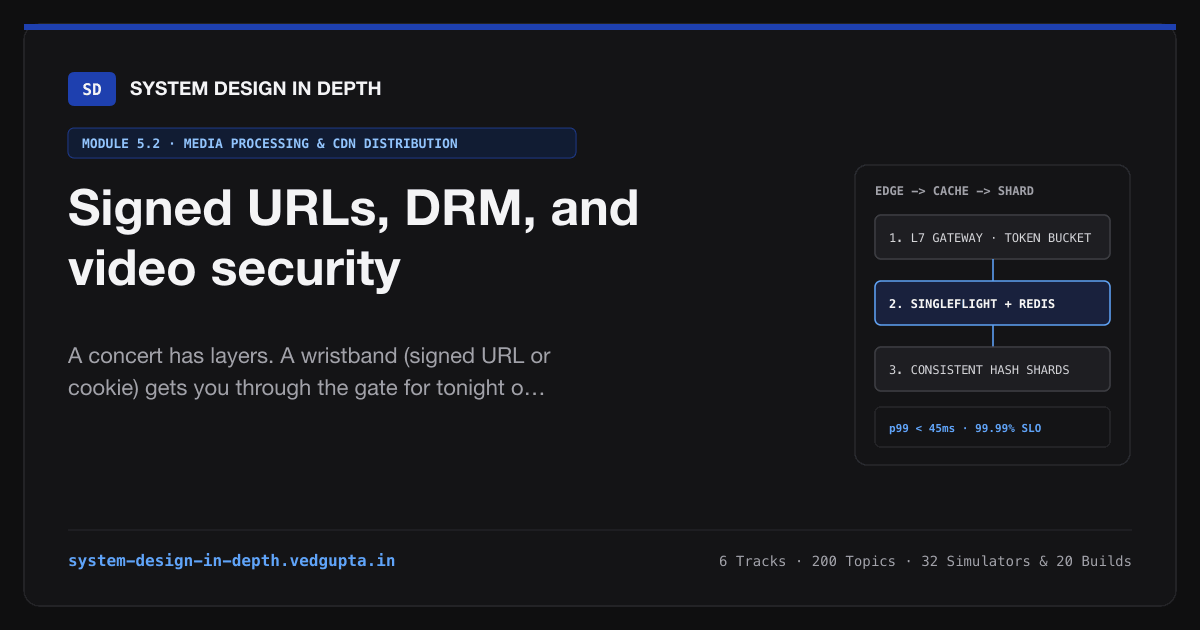 SD
SYSTEM DESIGN IN DEPTH
MODULE 5.2 · MEDIA PROCESSING & CDN DISTRIBUTION
Signed URLs, DRM, and
video security
A concert has layers. A wristband (signed URL or
cookie) gets you through the gate for tonight o…
EDGE —> CACHE —> SHARD
1. L7 GATEWAY · TOKEN BUCKET
2. SINGLEFLIGHT + REDIS
3. CONSISTENT HASH SHARDS
p99 < 45ms · 99.99% SLO
system-design-in-depth.vedgupta.in
6 Tracks · 200 Topics · 32 Simulators & 20 Builds